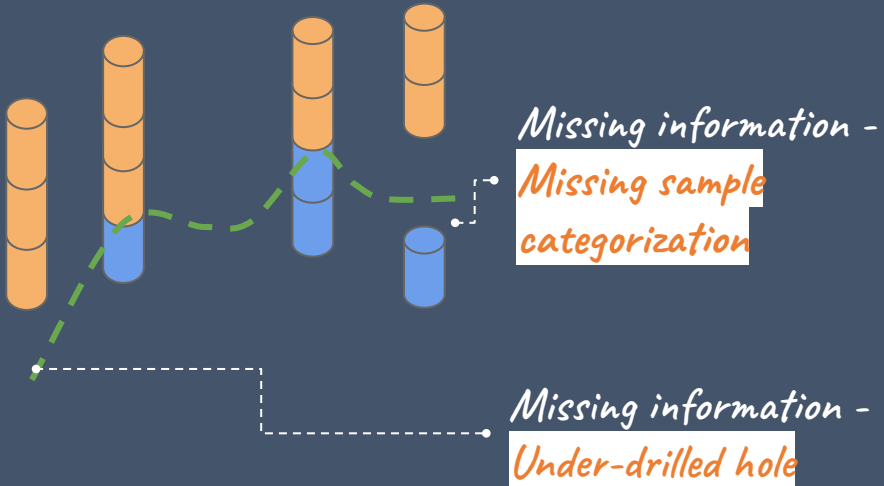 Missing information -
Missing sample
categorization
Missing information -
Under-drilled hole